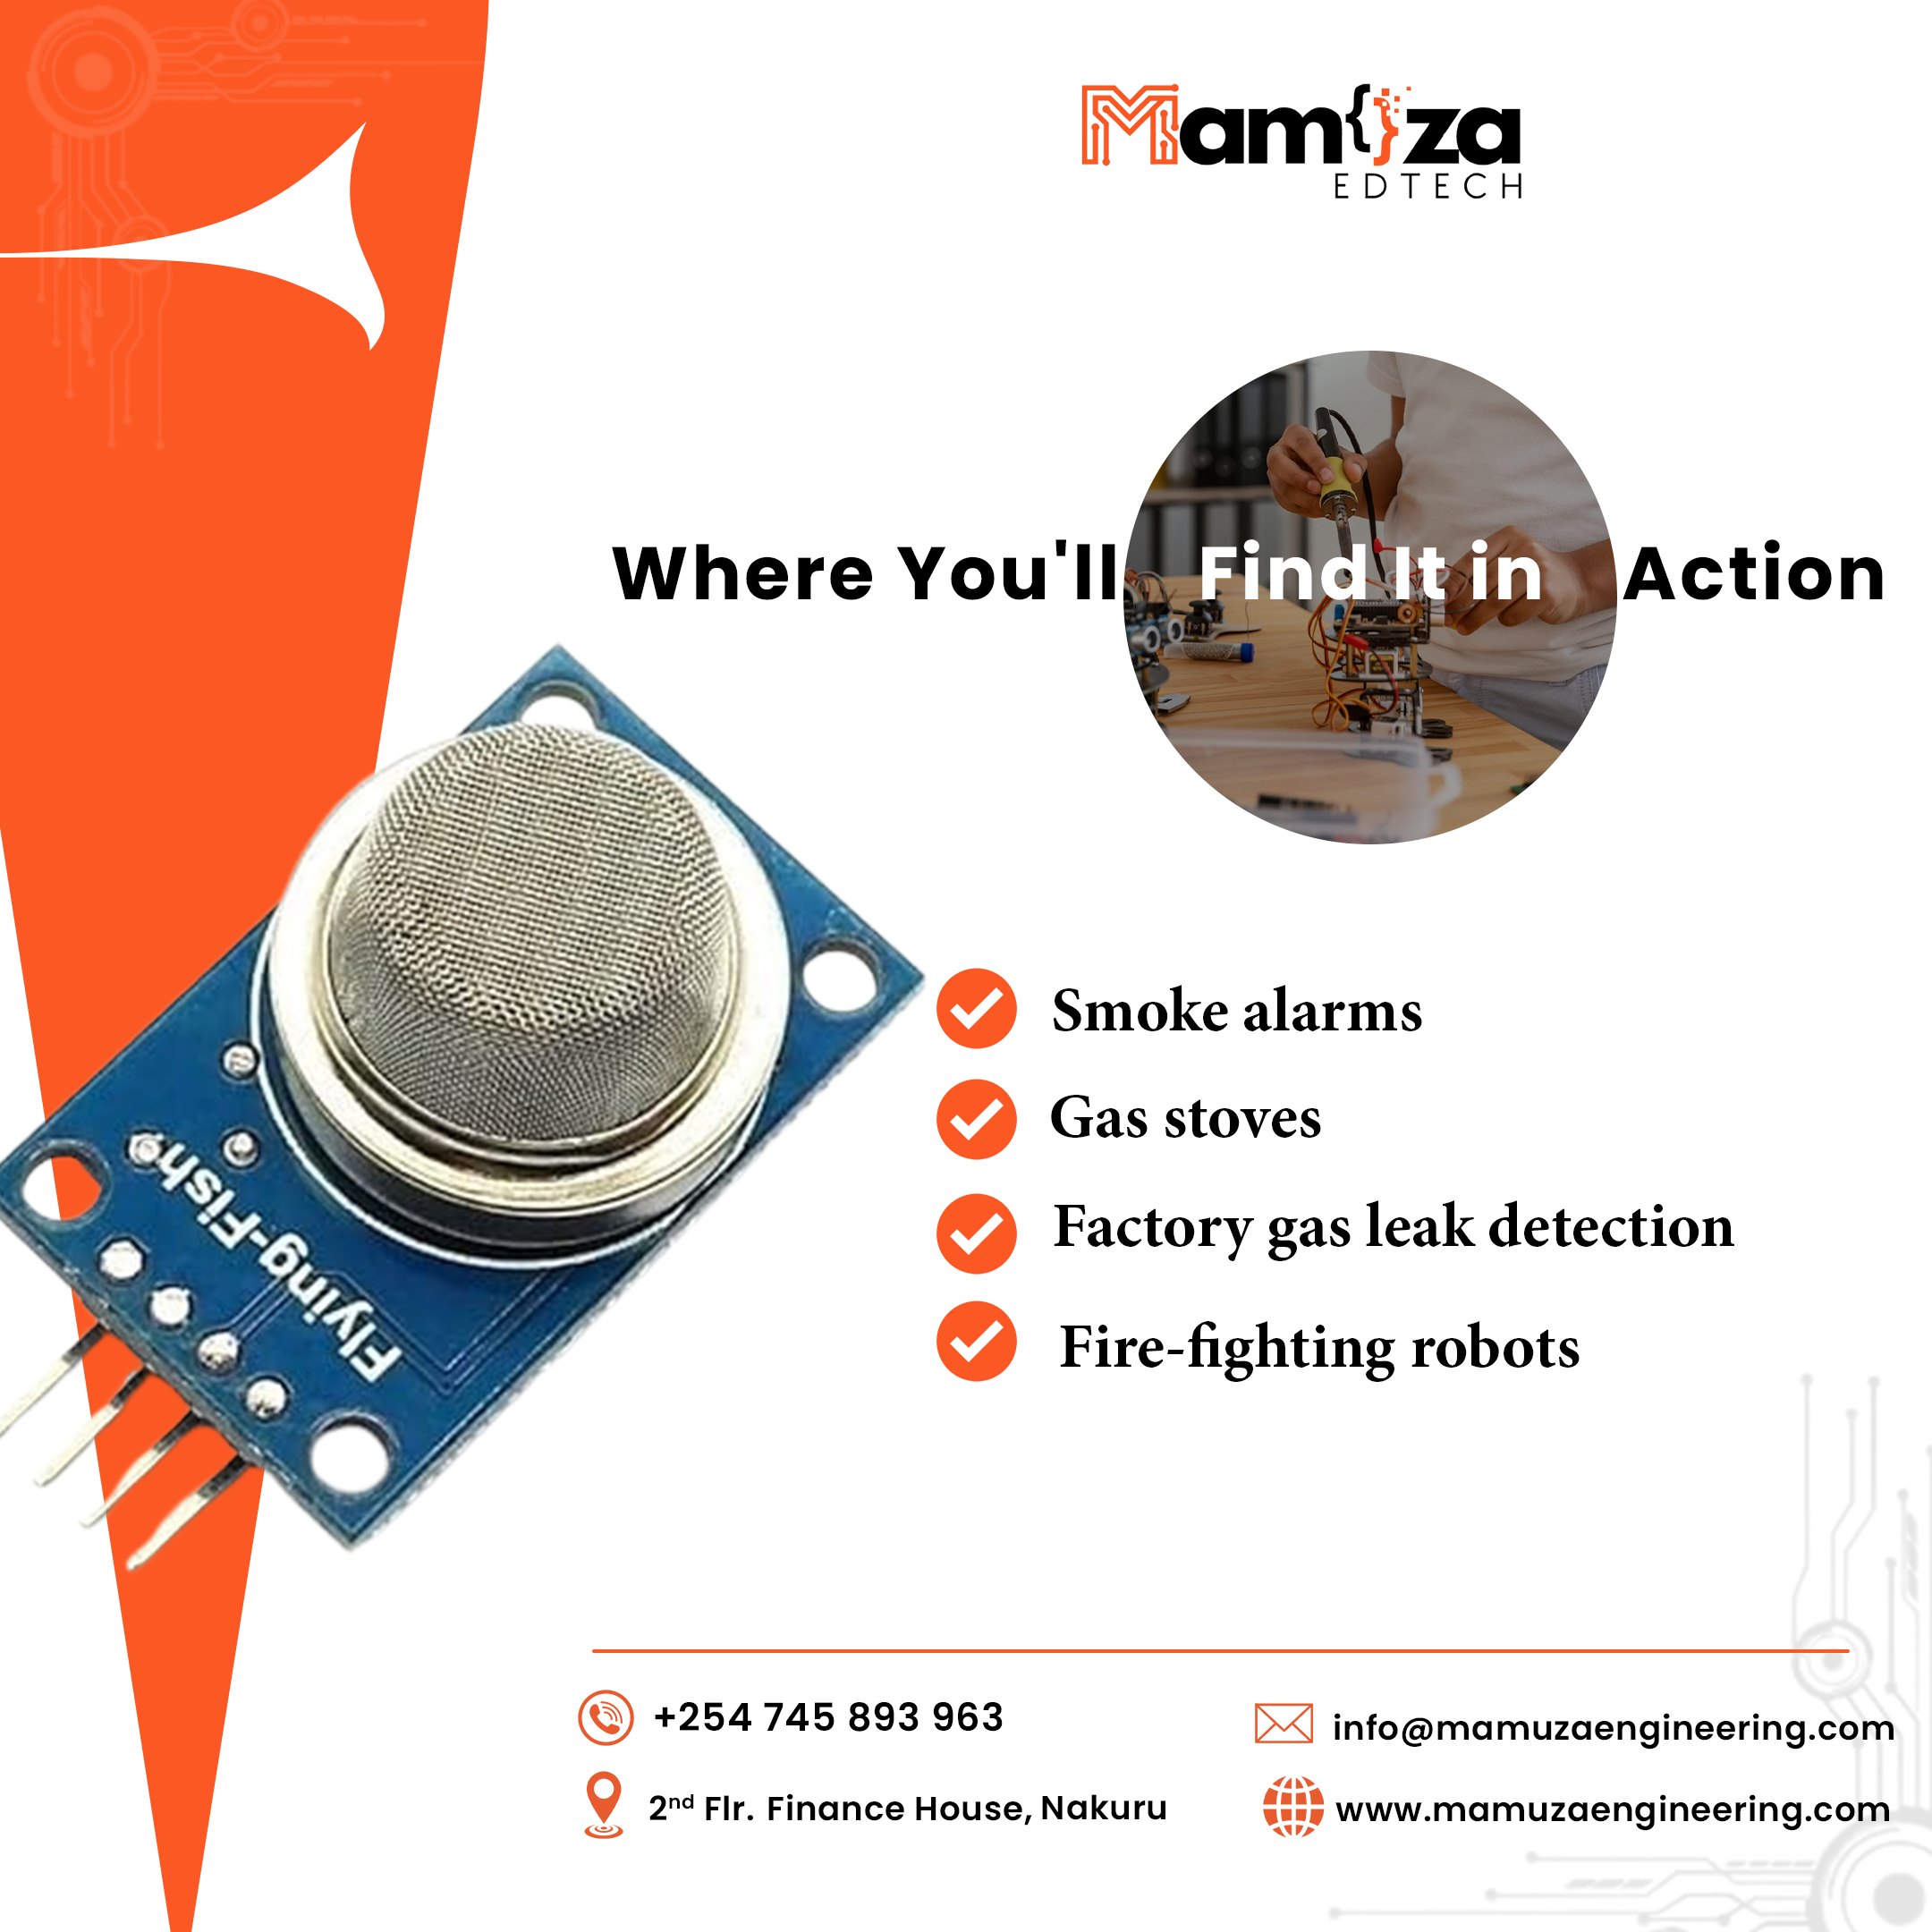 Mam{}za
EDTECH
Where You'll Find It in Action
Smoke alarms
Gas stoves
Factory gas leak detection
Fire-fighting robots
Flying-Fish
+254 745 893 963
info@mamuzaengineering.com
2nd Flr. Finance House, Nakuru
www.mamuzaengineering.com